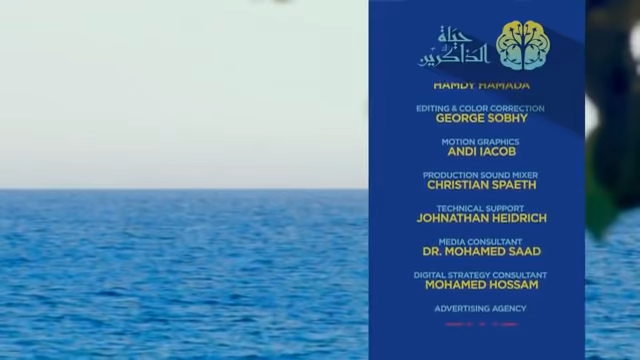 حياة
الذاكرين
HAMDY HAMADA
EDITING & COLOR CORRECTION
GEORGE SOBHY
MOTION GRAPHICS
ANDI IACOB
PRODUCTION SOUND MIXER
CHRISTIAN SPAETH
TECHNICAL SUPPORT
JOHNATHAN HEIDRICH
MEDIA CONSULTANT
DR. MOHAMED SAAD
DIGITAL STRATEGY CONSULTANT
MOHAMED HOSSAM
ADVERTISING AGENCY